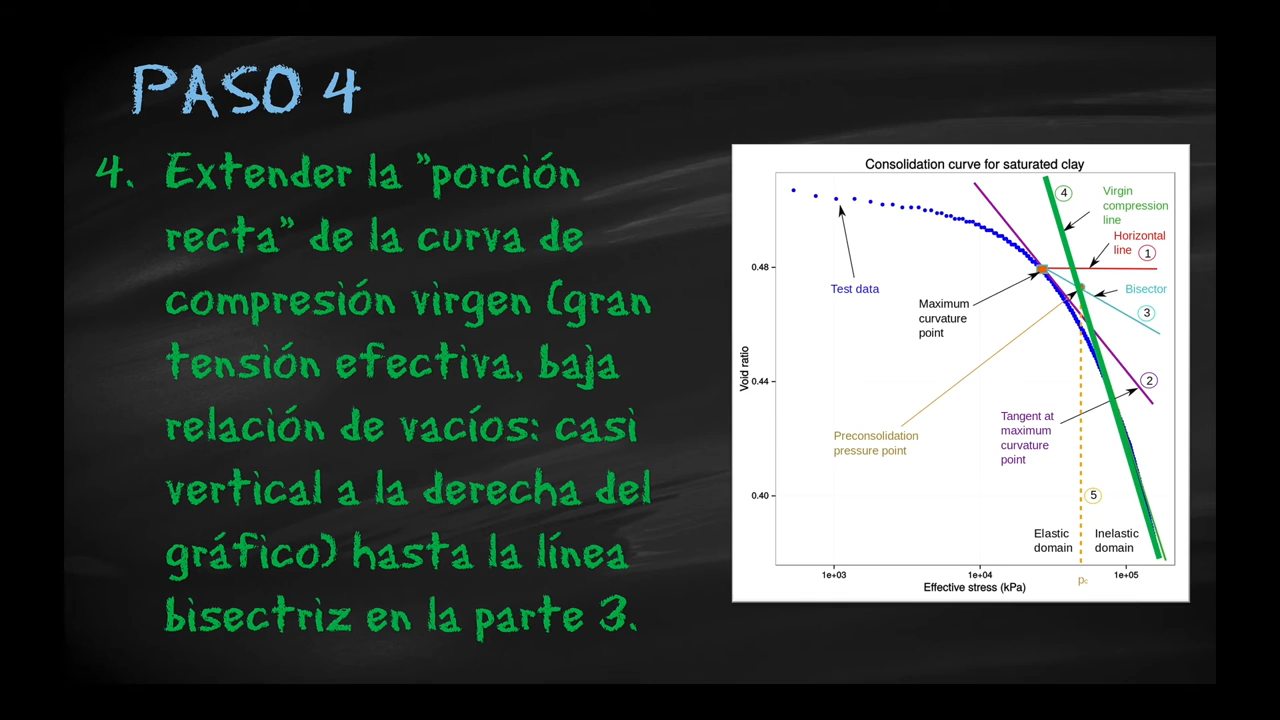 PASO 4
4. Extender la "porción
recta" de la curva de
compresión virgen (gran
tensión efectiva, baja
relación de vacíos: casi
vertical a la derecha del
gráfico) hasta la línea
bisectriz en la parte 3.
Consolidation curve for saturated clay
4
Virgin
compression
line
Horizontal
line 1
0.48
Test data
Bisector
3
Maximum
curvature
point
Void ratio
0.44
2
Tangent at
maximum
curvature
point
Preconsolidation
pressure point
0.40
5
Elastic
domain
Inelastic
domain
1e+03
1e+04
1e+05
pc
Effective stress (kPa)